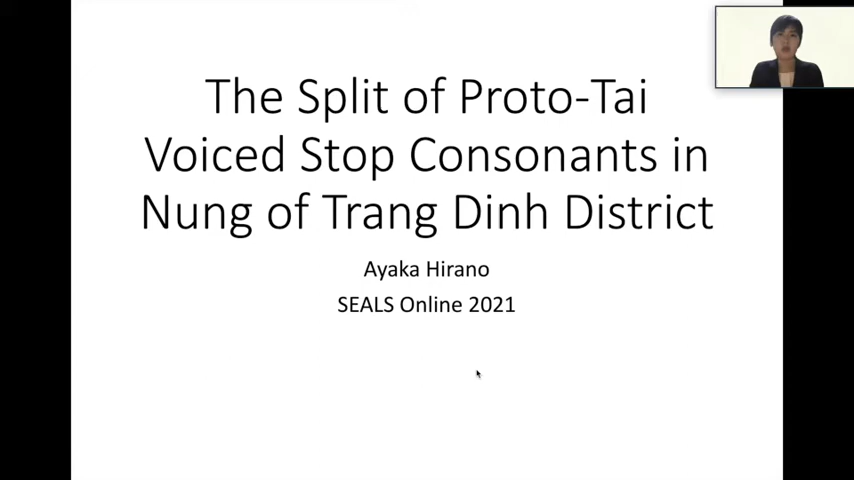 The Split of Proto-Tai
Voiced Stop Consonants in
Nung of Trang Dinh District
Ayaka Hirano
SEALS Online 2021